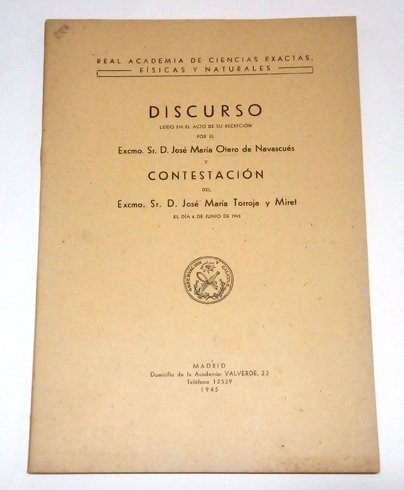 REAL ACADEMIA DE CIENCIAS EXACTAS,
FÍSICAS Y NATURALES
DISCURSO
LEÍDO EN EL ACTO DE SU RECEPCIÓN
POR EL
Excmo. Sr. D. José María Otero de Navascués
Y
CONTESTACIÓN
DEL
Excmo. Sr. D. José María Torroja y Miret
EL DÍA 6 DE JUNIO DE 1945
OBSERVACIÓN Y CÁLCULO
MADRID
Domicilio de la Academia: VALVERDE, 22
Teléfono 12529
1945